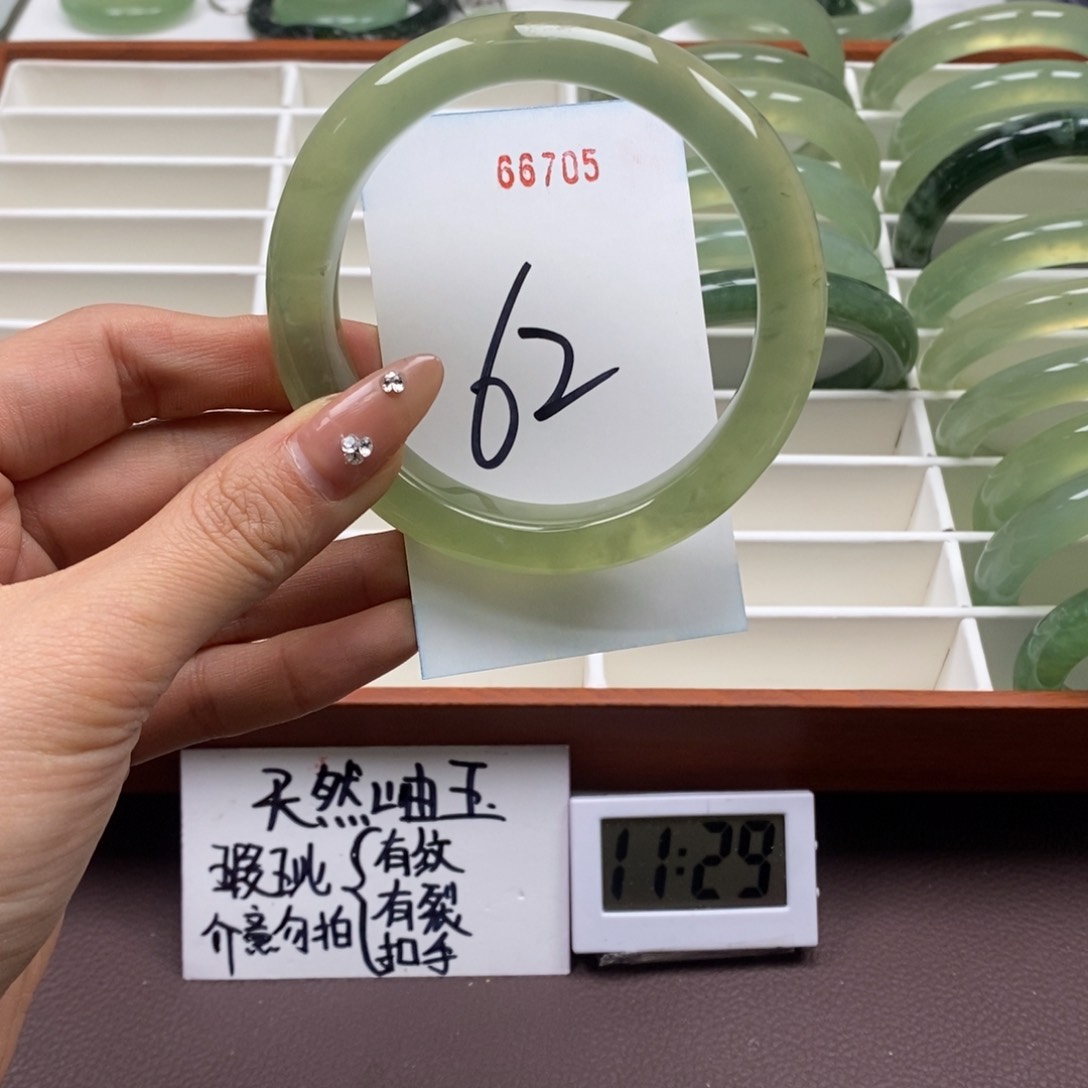 66705
62
天然岫玉
瑕玼 有纹
介意勿拍 有裂
扣手
11:29